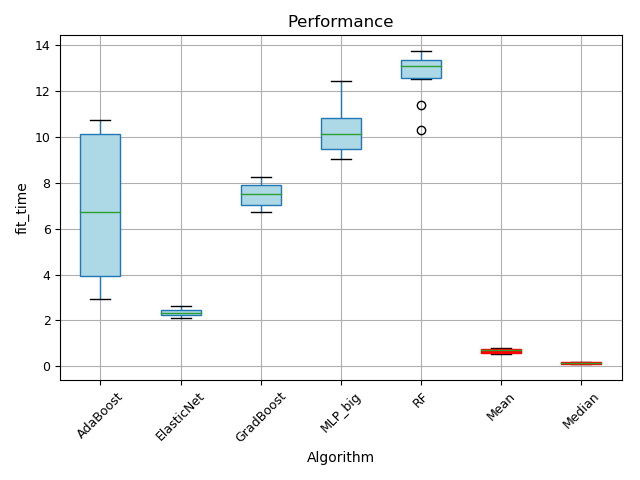 Performance
fit_time
14
12
10
8
6
4
2
0
AdaBoost
ElasticNet
GradBoost
MLP_big
RF
Mean
Median
Algorithm